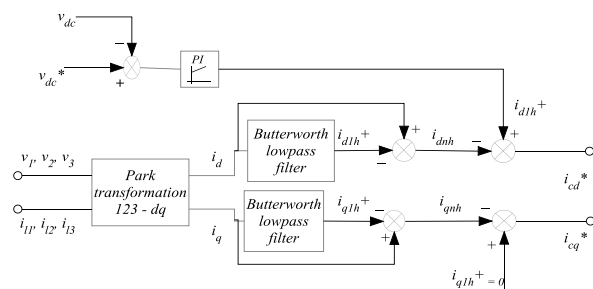 v_dc
v_dc*
−
+
PI
i_d1h+
+
Butterworth lowpass filter
i_d
i_d1h+
−
+
i_dnh
−
i_cd*
v_1, v_2, v_3
Park transformation 123 - dq
i_l1, i_l2, i_l3
i_q
Butterworth lowpass filter
i_q1h+
−
+
i_qnh
−
+
i_cq*
i_q1h+ = 0